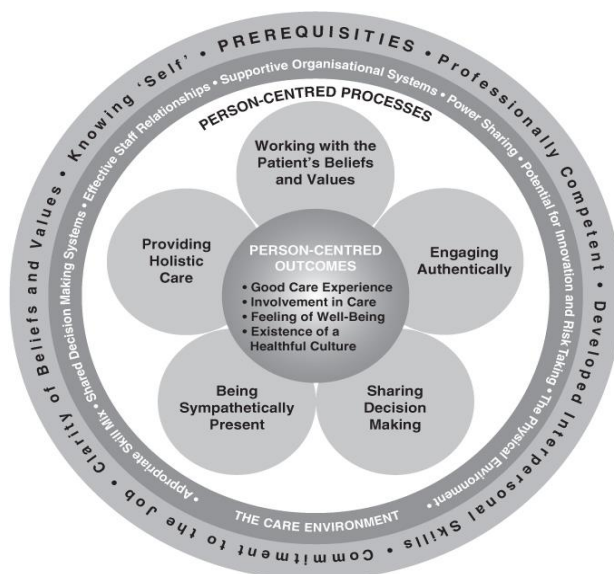 PREREQUISITIES • Professionally Competent • Developed Interpersonal Skills • Commitment to the Job • Clarity of Beliefs and Values • Knowing ‘Self’ •
THE CARE ENVIRONMENT
• Appropriate Skill Mix • Shared Decision Making Systems • Effective Staff Relationships • Supportive Organisational Systems • Power Sharing • Potential for Innovation and Risk Taking • The Physical Environment •
PERSON-CENTRED PROCESSES
Working with the
Patient’s Beliefs
and Values
Providing
Holistic
Care
Engaging
Authentically
PERSON-CENTRED
OUTCOMES
• Good Care Experience
• Involvement in Care
• Feeling of Well-Being
• Existence of a
Healthful Culture
Being
Sympathetically
Present
Sharing
Decision
Making